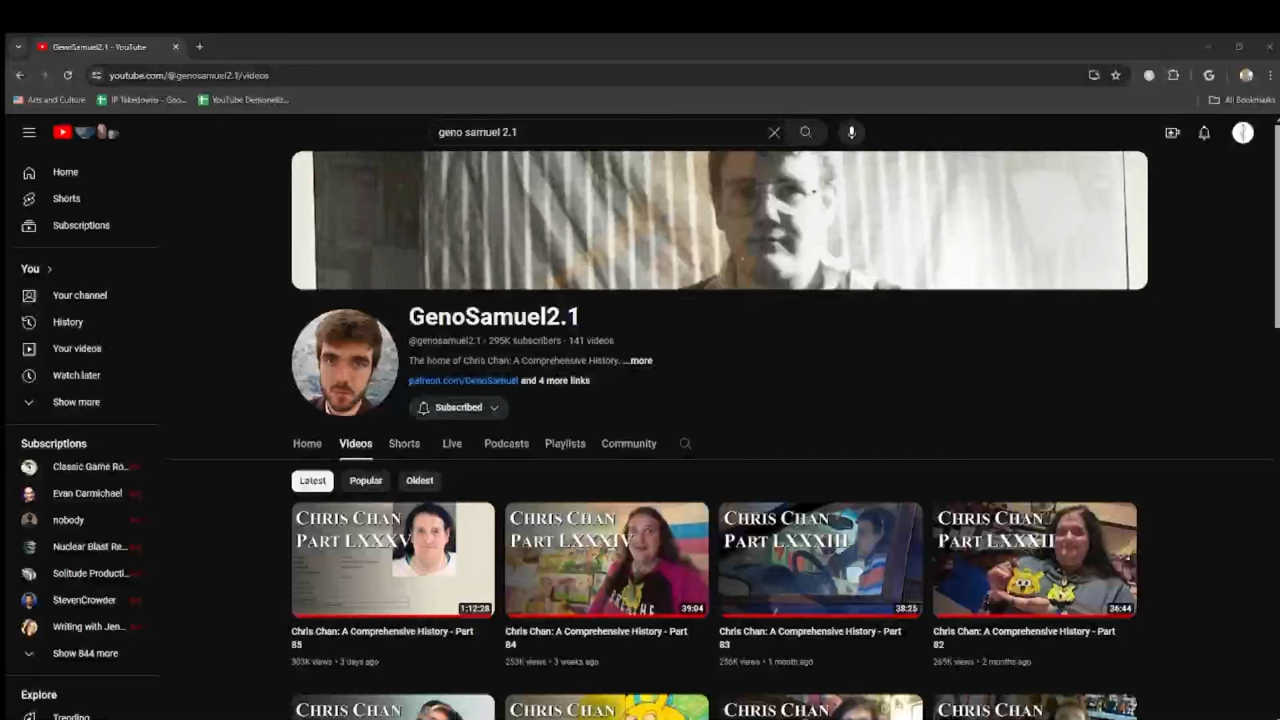 GenoSamuel2.1 - YouTube
youtube.com/@genosamuel2.1/videos
Arts and Culture
IP Takedowns - Goo...
YouTube Demonetiz...
All Bookmarks
geno samuel 2.1
Home
Shorts
Subscriptions
You
Your channel
History
Your videos
Watch later
Show more
Subscriptions
Classic Game Ro...
Evan Carmichael
nobody
Nuclear Blast Re...
Solitude Producti...
StevenCrowder
Writing with Jen...
Show 844 more
Explore
Trending
GenoSamuel2.1
@genosamuel2.1 · 295K subscribers · 141 videos
The home of Chris Chan: A Comprehensive History. ...more
patreon.com/GenoSamuel and 4 more links
Subscribed
Home Videos Shorts Live Podcasts Playlists Community
Latest Popular Oldest
CHRIS CHAN
PART LXXXV
1:12:28
Chris Chan: A Comprehensive History - Part
85
303K views · 3 days ago
CHRIS CHAN
PART LXXXIV
39:04
Chris Chan: A Comprehensive History - Part
84
253K views · 3 weeks ago
CHRIS CHAN
PART LXXXIII
38:25
Chris Chan: A Comprehensive History - Part
83
256K views · 1 month ago
CHRIS CHAN
PART LXXXII
36:44
Chris Chan: A Comprehensive History - Part
82
265K views · 2 months ago
CHRIS CHAN
CHRIS CHAN
CHRIS CHAN
CHRIS CHAN